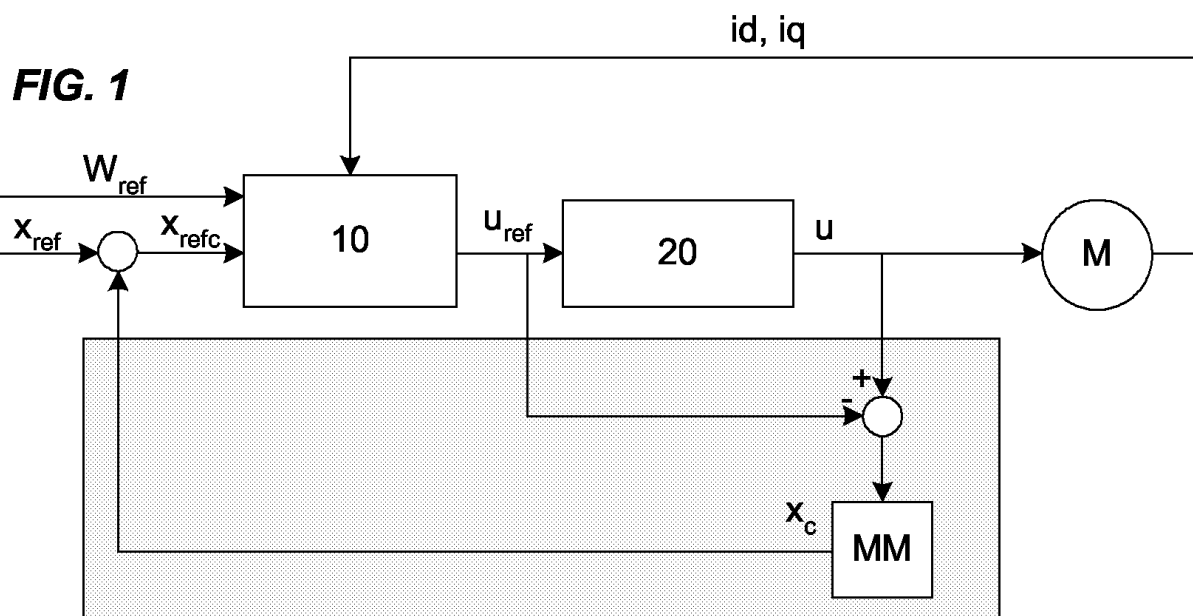 id, iq
FIG. 1
W_ref
x_ref
x_refc
10
u_ref
20
u
M
+
-
x_c
MM